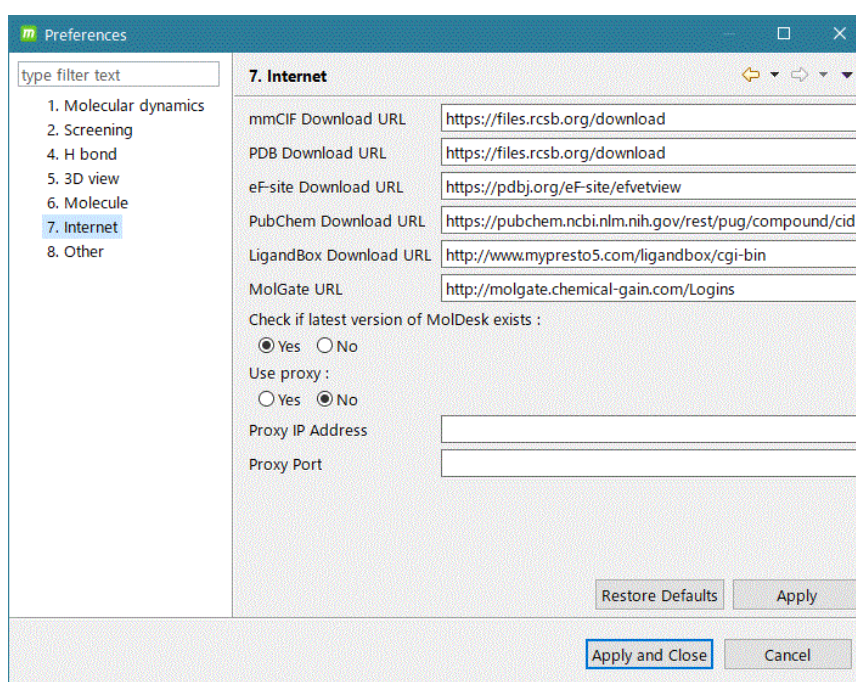 Preferences
type filter text
1. Molecular dynamics
2. Screening
4. H bond
5. 3D view
6. Molecule
7. Internet
8. Other
7. Internet
mmCIF Download URL https://files.rcsb.org/download
PDB Download URL https://files.rcsb.org/download
eF-site Download URL https://pdbj.org/eF-site/efvetview
PubChem Download URL https://pubchem.ncbi.nlm.nih.gov/rest/pug/compound/cid
LigandBox Download URL http://www.mypresto5.com/ligandbox/cgi-bin
MolGate URL http://molgate.chemical-gain.com/Logins
Check if latest version of MolDesk exists :
Yes No
Use proxy :
Yes No
Proxy IP Address
Proxy Port
Restore Defaults Apply
Apply and Close Cancel